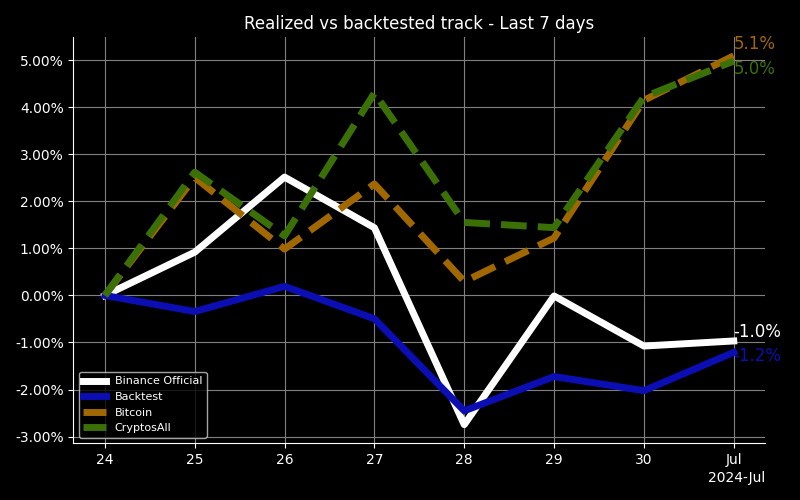 Realized vs backtested track - Last 7 days
5.1%
5.0%
5.00%
4.00%
3.00%
2.00%
1.00%
0.00%
-1.00%
-2.00%
-3.00%
-1.0%
-1.2%
Binance Official
Backtest
Bitcoin
CryptosAll
24 25 26 27 28 29 30 Jul
2024-Jul